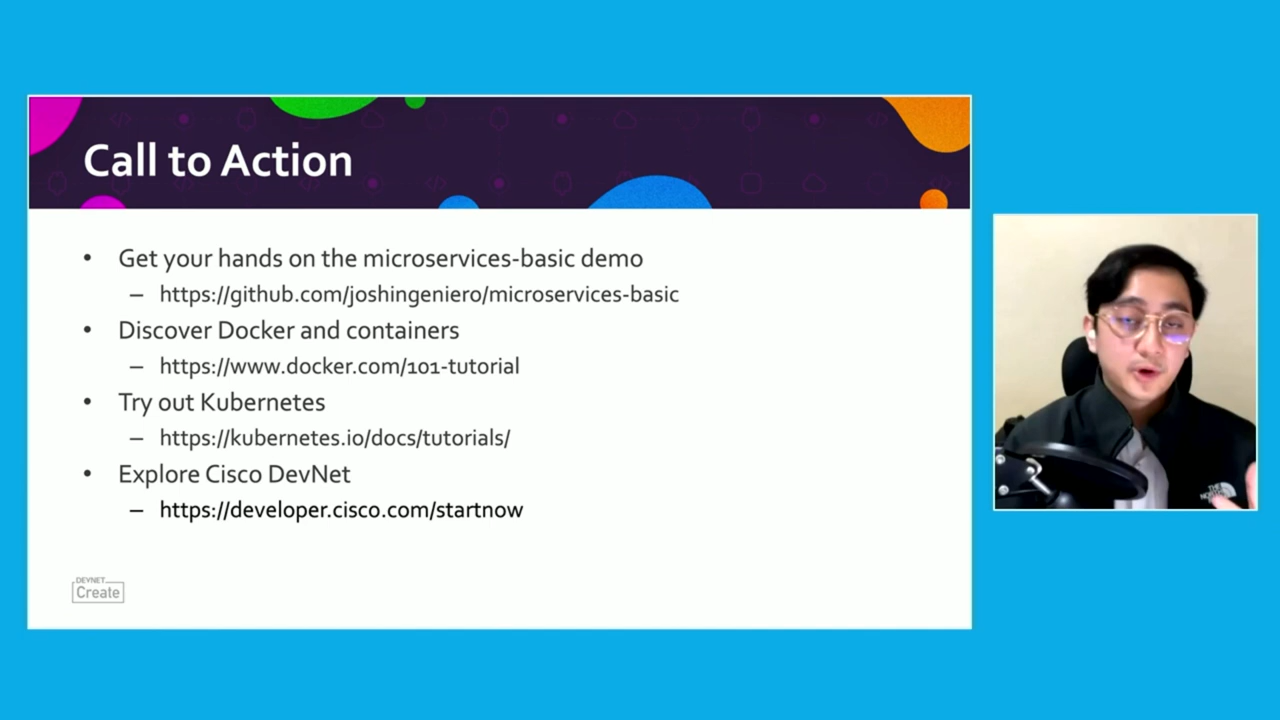 Call to Action
• Get your hands on the microservices-basic demo
– https://github.com/joshingeniero/microservices-basic
• Discover Docker and containers
– https://www.docker.com/101-tutorial
• Try out Kubernetes
– https://kubernetes.io/docs/tutorials/
• Explore Cisco DevNet
– https://developer.cisco.com/startnow
DEVNET
Create
THE
NORTH